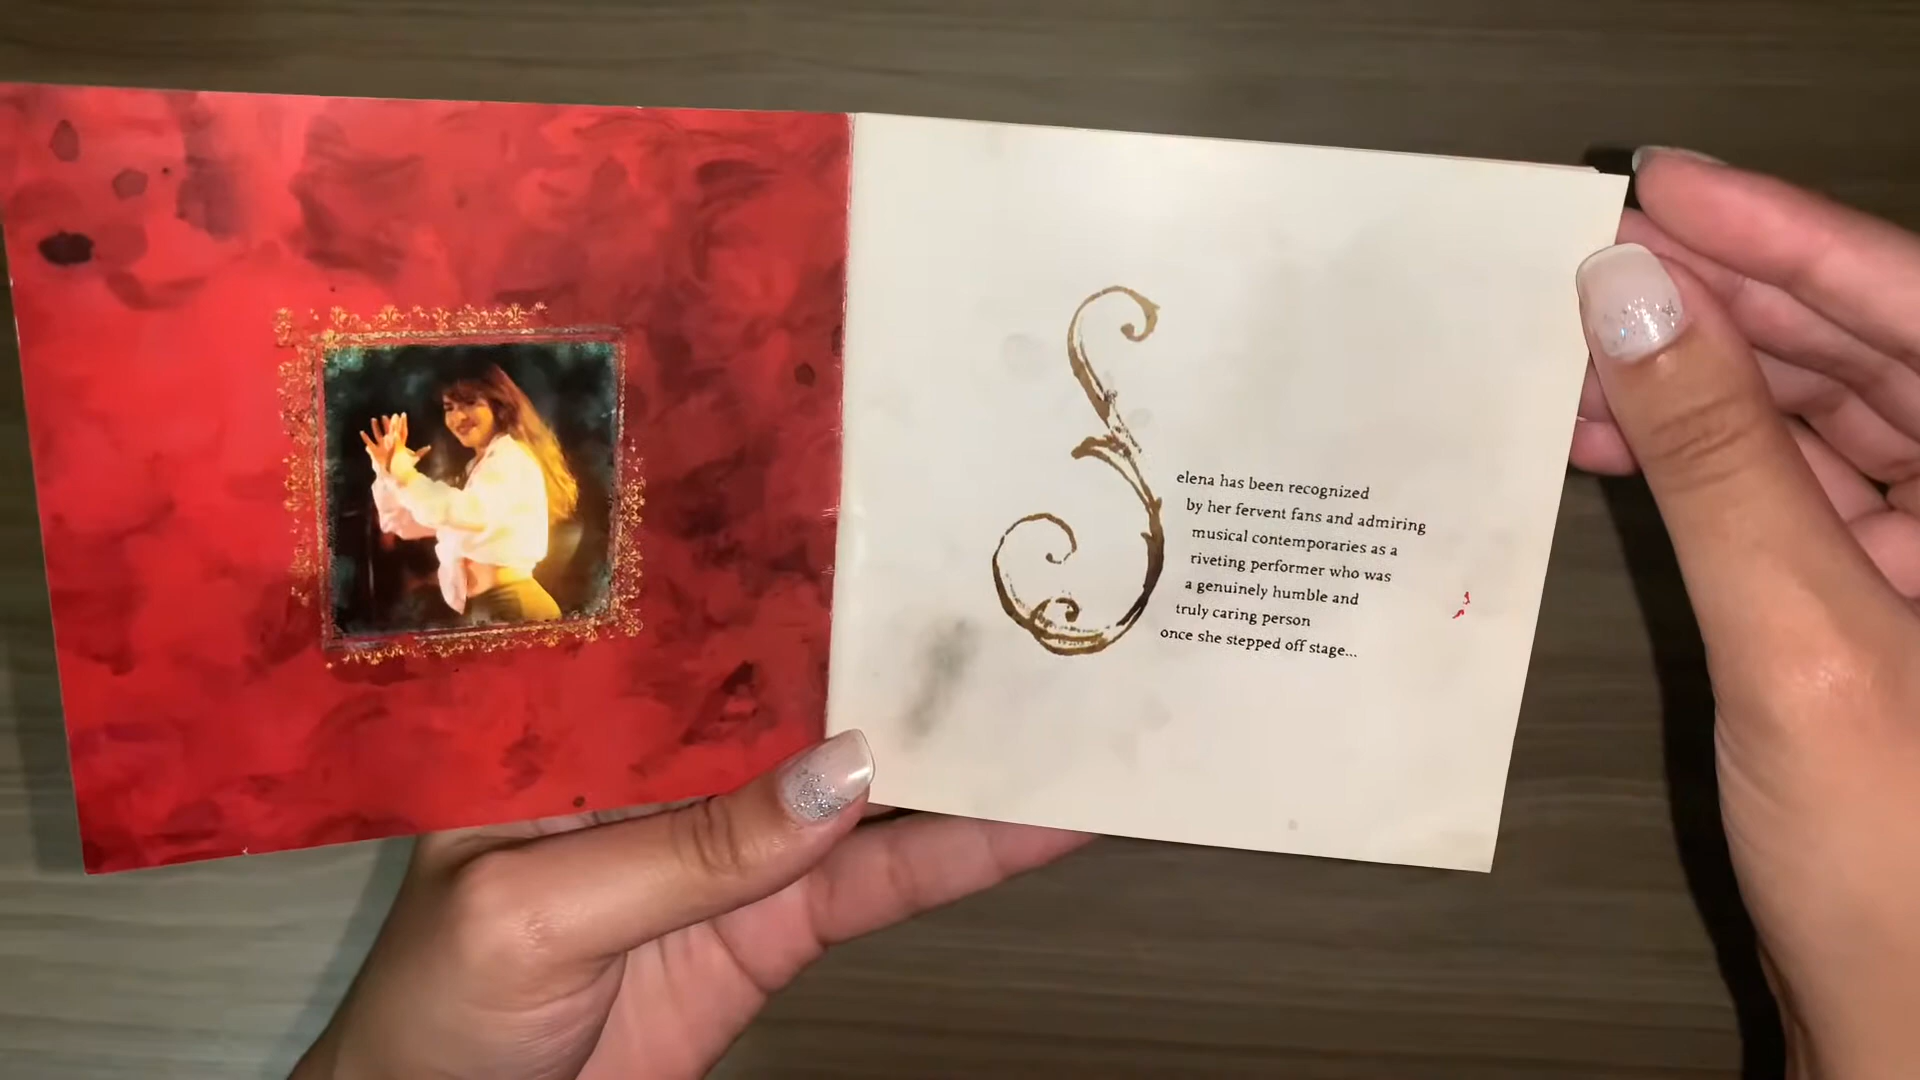 Selena has been recognized
by her fervent fans and admiring
musical contemporaries as a
riveting performer who was
a genuinely humble and
truly caring person
once she stepped off stage...